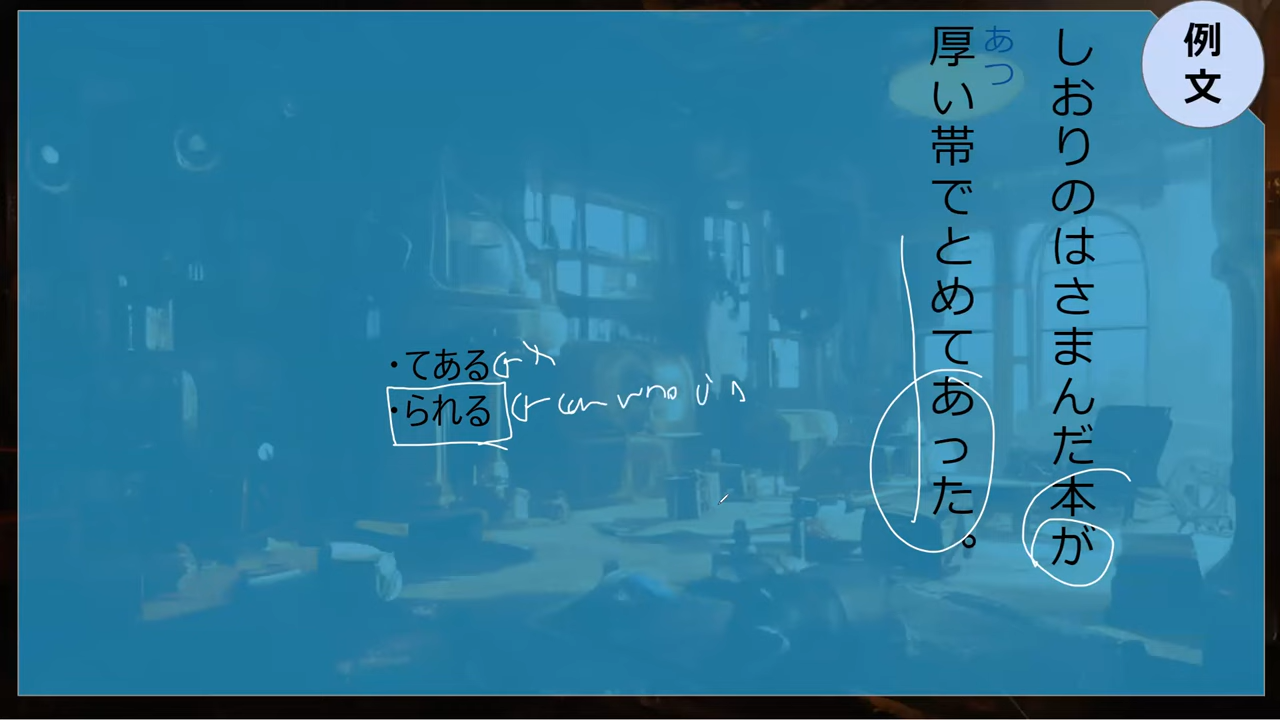 例文
しおりのはさまんだ本が
厚い帯でとめてあった。
あつ
・てある
・られる